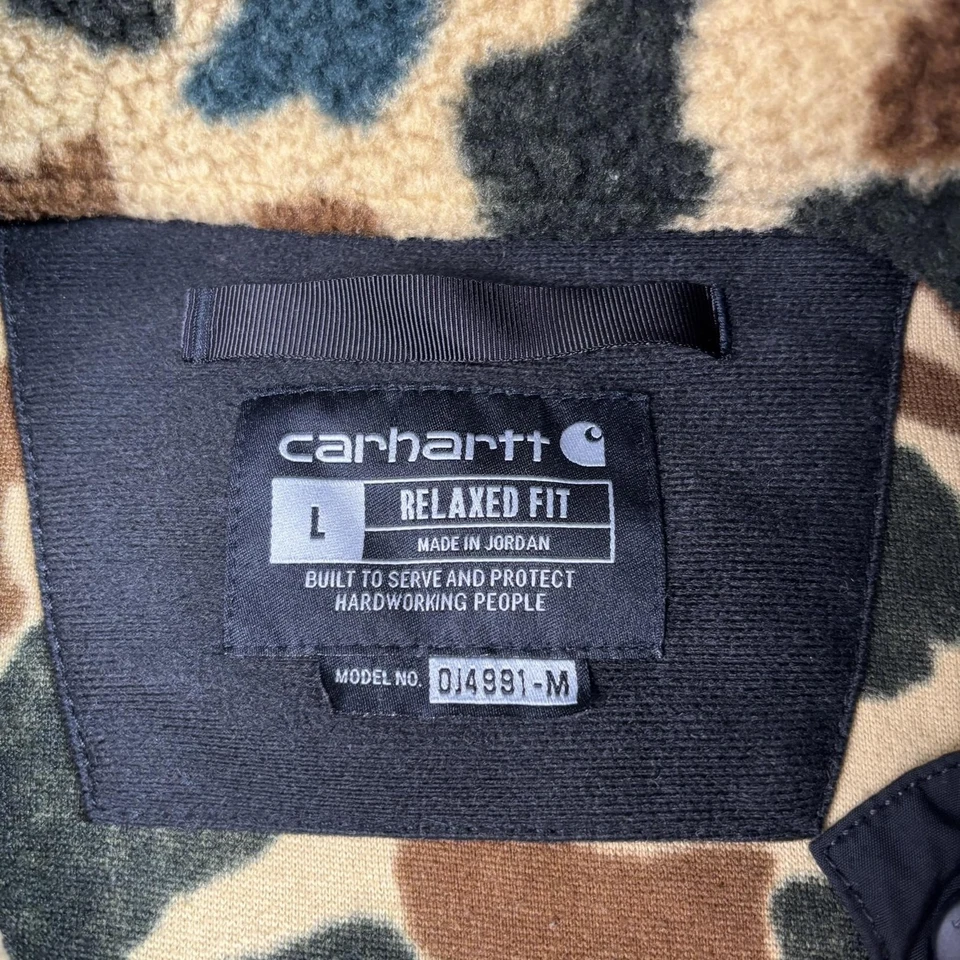 carhartt
L RELAXED FIT
MADE IN JORDAN
BUILT TO SERVE AND PROTECT
HARDWORKING PEOPLE
MODEL NO. OJ4991-M